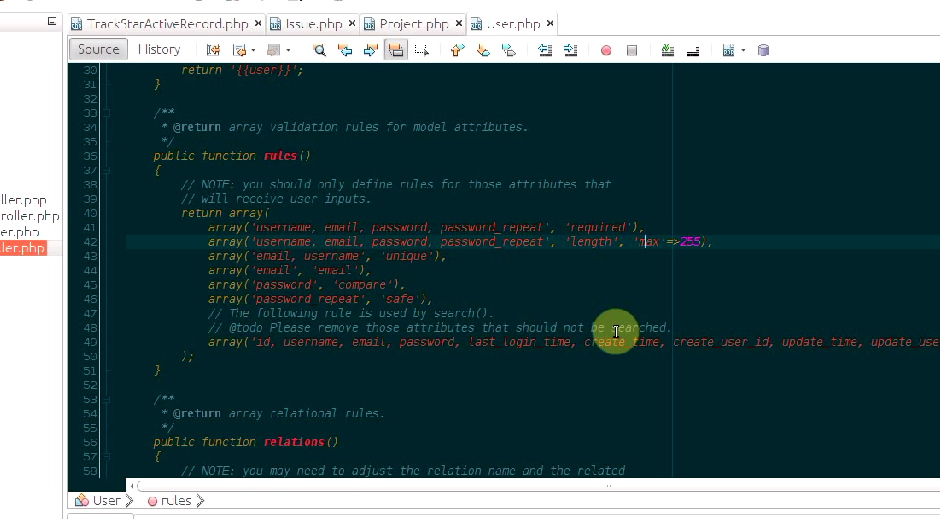 TrackStarActiveRecord.php × Issue.php × Project.php × User.php ×
Source History
30 return '{{user}}';
31 }
32
33 /**
34 * @return array validation rules for model attributes.
35 */
36 public function rules()
37 {
38 // NOTE: you should only define rules for those attributes that
39 // will receive user inputs.
40 return array(
41 array('username, email, password, password_repeat', 'required'),
42 array('username, email, password, password_repeat', 'length', 'max'=>255),
43 array('email, username', 'unique'),
44 array('email', 'email'),
45 array('password', 'compare'),
46 array('password_repeat', 'safe'),
47 // The following rule is used by search().
48 // @todo Please remove those attributes that should not be searched.
49 array('id, username, email, password, last_login_time, create_time, create_user_id, update_time, update_use
50 );
51 }
52
53 /**
54 * @return array relational rules.
55 */
56 public function relations()
57 {
58 // NOTE: you may need to adjust the relation name and the related
ller.php
roller.php
er.php
ller.php
User rules